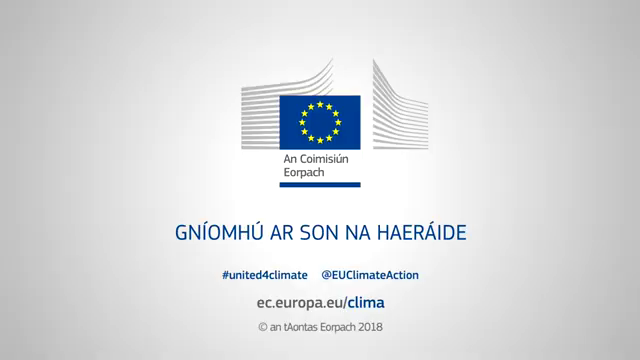 An Coimisiún
Eorpach
GNÍOMHÚ AR SON NA HAERÁIDE
#united4climate @EUClimateAction
ec.europa.eu/clima
© an tAontas Eorpach 2018